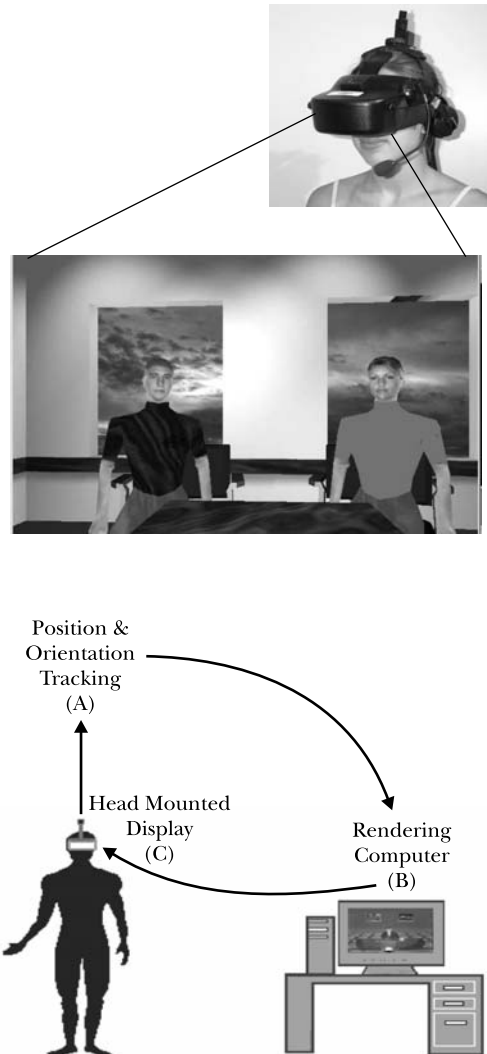 Position &
Orientation
Tracking
(A)
Head Mounted
Display
(C)
Rendering
Computer
(B)